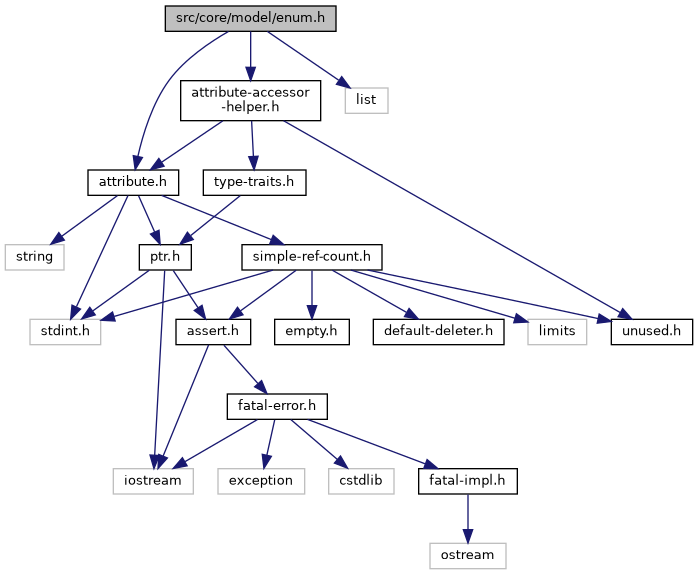 src/core/model/enum.h
attribute-accessor
-helper.h
list
attribute.h
type-traits.h
string
ptr.h
simple-ref-count.h
stdint.h
assert.h
empty.h
default-deleter.h
limits
unused.h
fatal-error.h
iostream
exception
cstdlib
fatal-impl.h
ostream